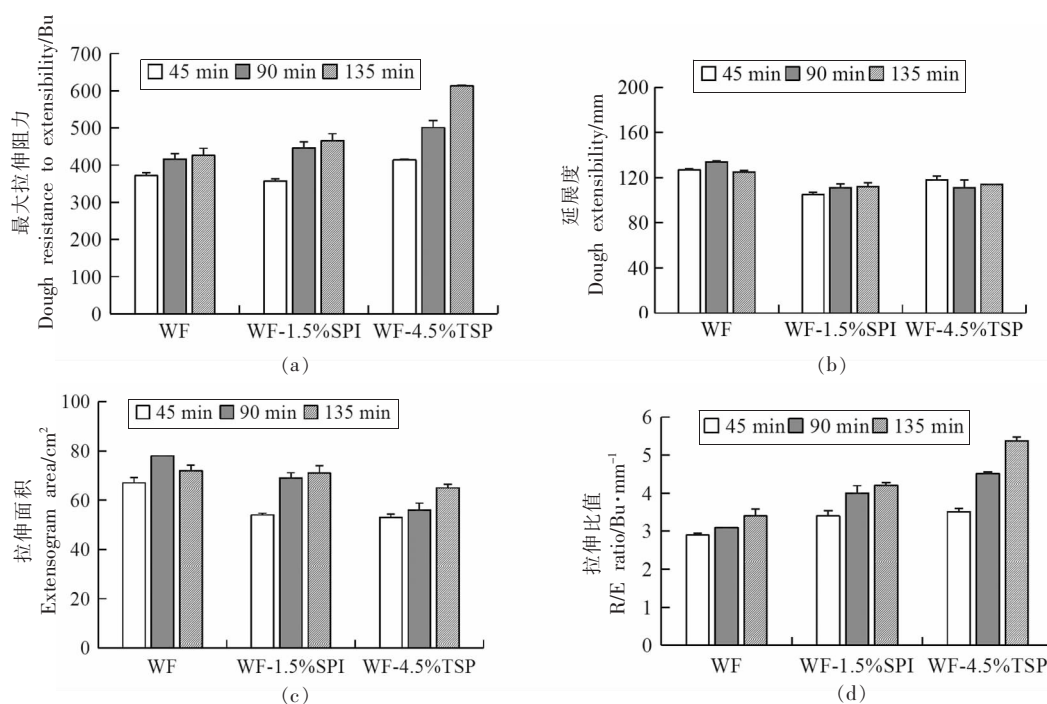 最大拉伸阻力
Dough resistance to extensibility/Bu
700
600
500
400
300
200
100
0
45 min 90 min 135 min
WF WF-1.5%SPI WF-4.5%TSP
(a)
延展度
Dough extensibility/mm
200
160
120
80
40
0
45 min 90 min 135 min
WF WF-1.5%SPI WF-4.5%TSP
(b)
拉伸面积
Extensogram area/cm²
100
80
60
40
20
0
45 min 90 min 135 min
WF WF-1.5%SPI WF-4.5%TSP
(c)
拉伸比值
R/E ratio/Bu·mm⁻¹
6
5
4
3
2
1
0
45 min 90 min 135 min
WF WF-1.5%SPI WF-4.5%TSP
(d)